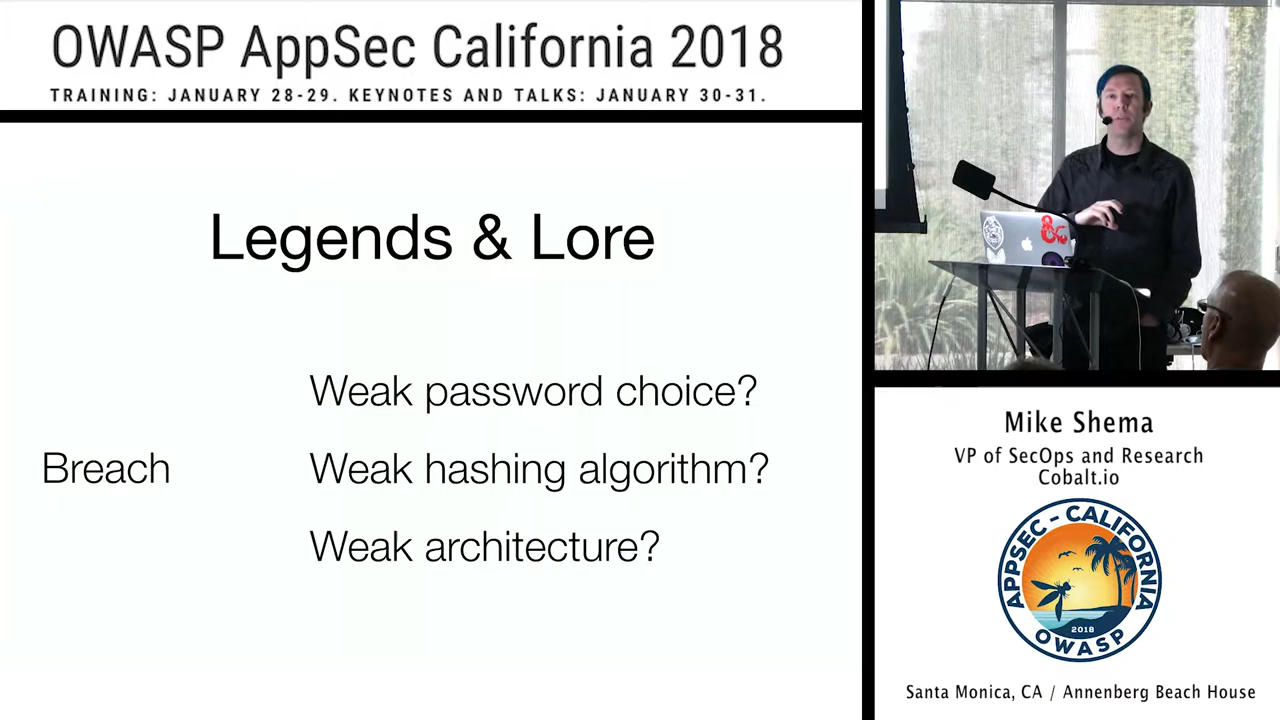 OWASP AppSec California 2018
TRAINING: JANUARY 28-29. KEYNOTES AND TALKS: JANUARY 30-31.
Legends & Lore
Breach
Weak password choice?
Weak hashing algorithm?
Weak architecture?
Mike Shema
VP of SecOps and Research
Cobalt.io
APPSEC - CALIFORNIA
2018
OWASP
Santa Monica, CA / Annenberg Beach House